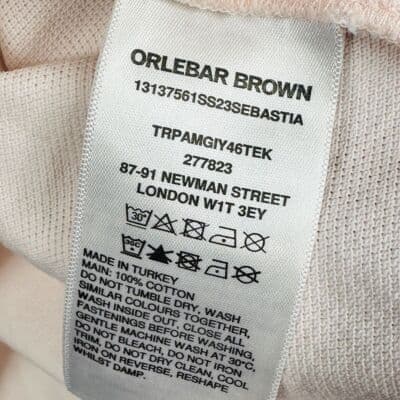 ORLEBAR BROWN
13137561SS23SEBASTIA
TRPAMGIY46TEK
277823
87-91 NEWMAN STREET
LONDON W1T 3EY
30°
MADE IN TURKEY
MAIN: 100% COTTON
DO NOT TUMBLE DRY, WASH
SIMILAR COLOURS TOGETHER,
WASH INSIDE OUT, CLOSE ALL
FASTENINGS BEFORE WASHING,
GENTLE MACHINE WASH AT 30°C,
TRIM, DO NOT BLEACH, DO NOT IRON
DO NOT DRY CLEAN, COOL
IRON ON REVERSE, RESHAPE
WHILST DAMP.